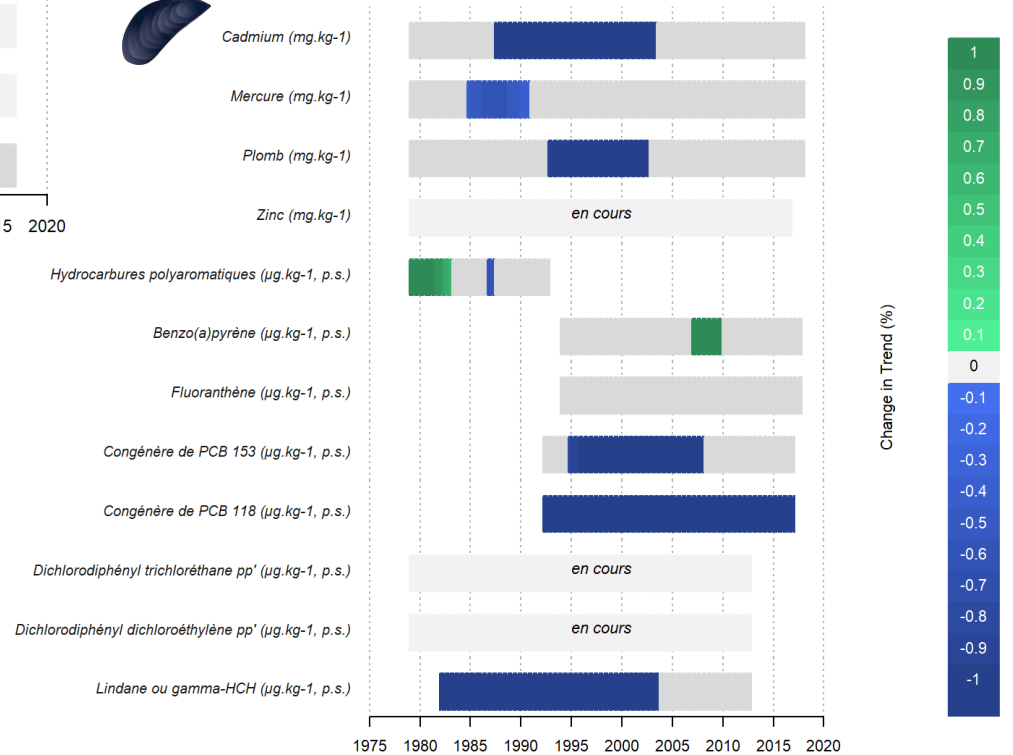 Cadmium (mg.kg-1)
Mercure (mg.kg-1)
Plomb (mg.kg-1)
Zinc (mg.kg-1)
en cours
5 2020
Hydrocarbures polyaromatiques (µg.kg-1, p.s.)
Benzo(a)pyrène (µg.kg-1, p.s.)
Fluoranthène (µg.kg-1, p.s.)
Congénère de PCB 153 (µg.kg-1, p.s.)
Congénère de PCB 118 (µg.kg-1, p.s.)
Dichlorodiphényl trichloréthane pp' (µg.kg-1, p.s.)
en cours
Dichlorodiphényl dichloroéthylène pp' (µg.kg-1, p.s.)
en cours
Lindane ou gamma-HCH (µg.kg-1, p.s.)
1975 1980 1985 1990 1995 2000 2005 2010 2015 2020
Change in Trend (%)
1
0.9
0.8
0.7
0.6
0.5
0.4
0.3
0.2
0.1
0
-0.1
-0.2
-0.3
-0.4
-0.5
-0.6
-0.7
-0.8
-0.9
-1